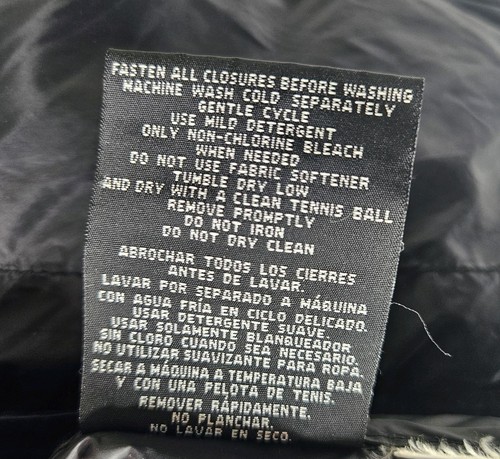 FASTEN ALL CLOSURES BEFORE WASHING
MACHINE WASH COLD SEPARATELY
GENTLE CYCLE
USE MILD DETERGENT
ONLY NON-CHLORINE BLEACH
WHEN NEEDED
DO NOT USE FABRIC SOFTENER
TUMBLE DRY LOW
AND DRY WITH A CLEAN TENNIS BALL
REMOVE PROMPTLY
DO NOT IRON
DO NOT DRY CLEAN
ABROCHAR TODOS LOS CIERRES
ANTES DE LAVAR.
LAVAR POR SEPARADO A MÁQUINA
CON AGUA FRÍA EN CICLO DELICADO.
USAR DETERGENTE SUAVE.
USAR SOLAMENTE BLANQUEADOR
SIN CLORO CUANDO SEA NECESARIO.
NO UTILIZAR SUAVIZANTE PARA ROPA.
SECAR A MÁQUINA A TEMPERATURA BAJA
Y CON UNA PELOTA DE TENIS.
REMOVER RÁPIDAMENTE.
NO PLANCHAR.
NO LAVAR EN SECO.